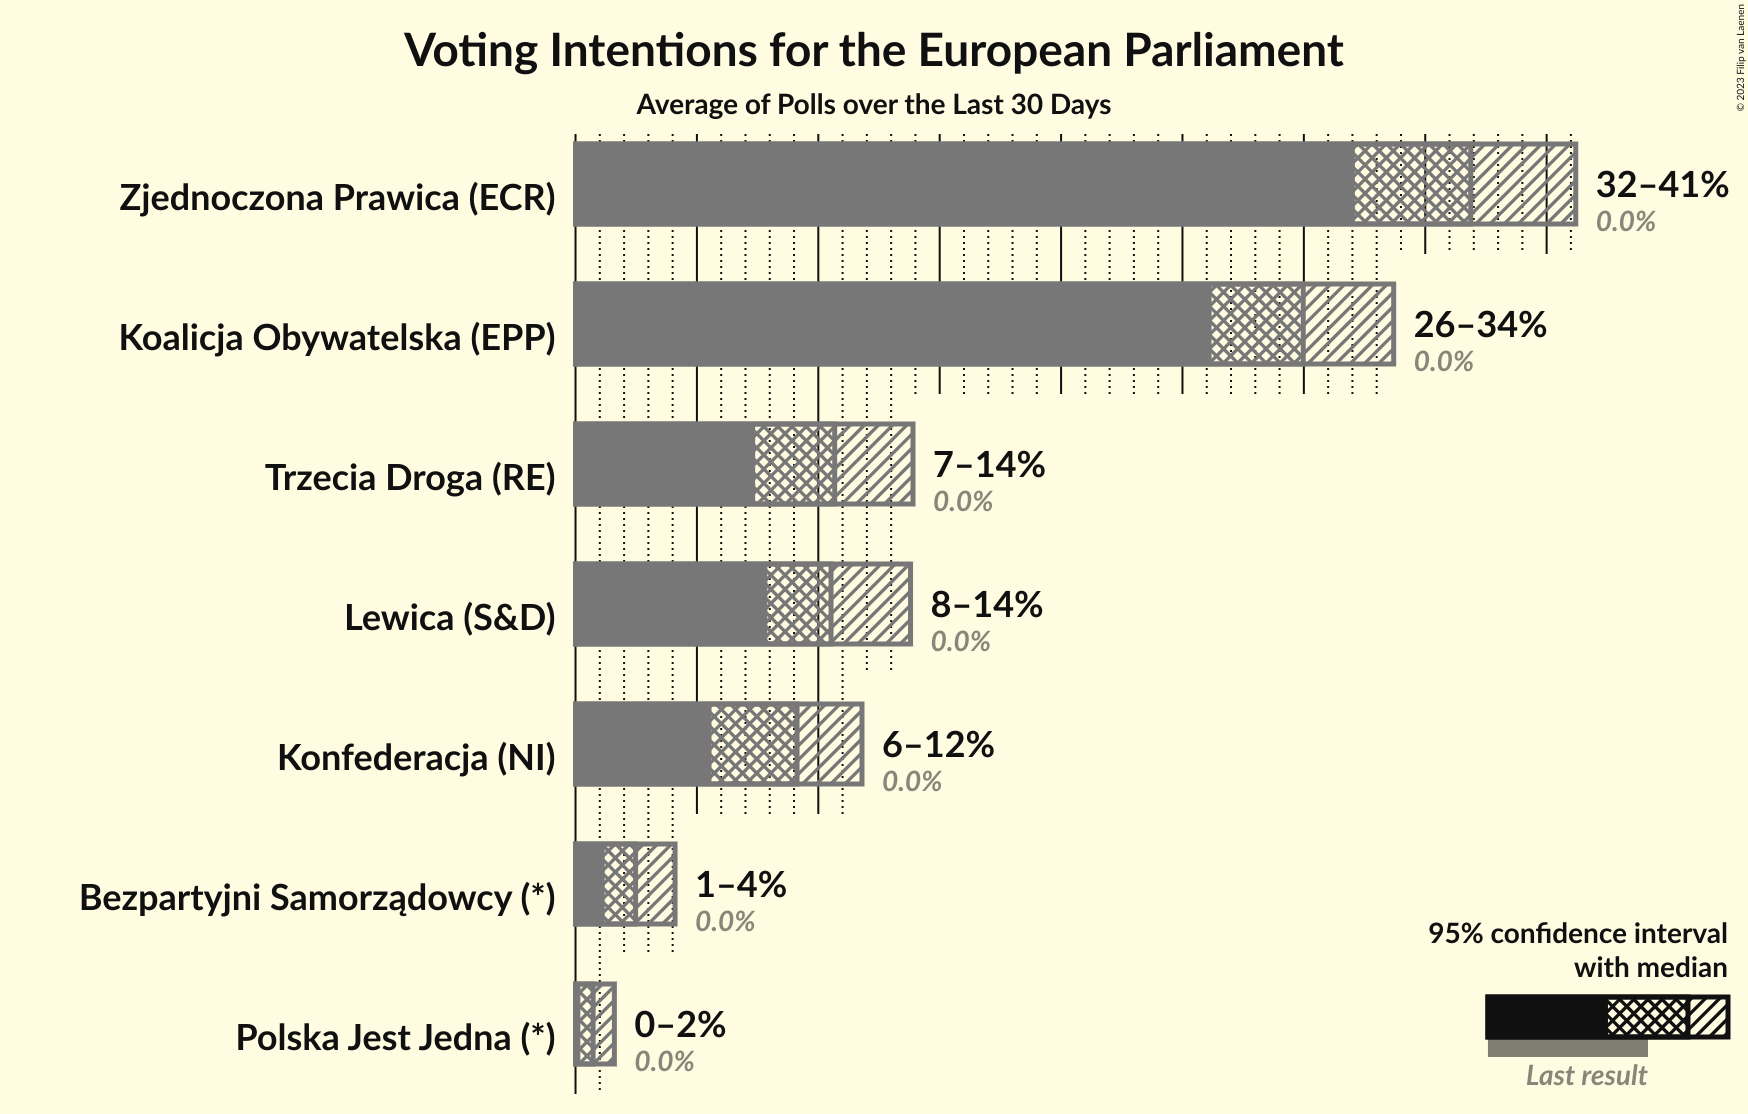 Voting Intentions for the European Parliament
Average of Polls over the Last 30 Days
© 2023 Filip van Laenen
Zjednoczona Prawica (ECR)
32–41%
0.0%
Koalicja Obywatelska (EPP)
26–34%
0.0%
Trzecia Droga (RE)
7–14%
0.0%
Lewica (S&D)
8–14%
0.0%
Konfederacja (NI)
6–12%
0.0%
Bezpartyjni Samorządowcy (*)
1–4%
0.0%
Polska Jest Jedna (*)
0–2%
0.0%
95% confidence interval
with median
Last result